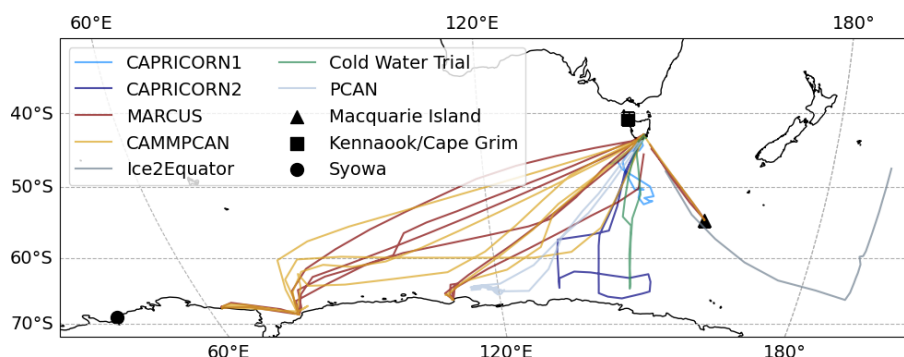 60°E 120°E 180°
CAPRICORN1 Cold Water Trial
CAPRICORN2 PCAN
MARCUS Macquarie Island
CAMMPCAN Kennaook/Cape Grim
Ice2Equator Syowa
40°S
50°S
60°S
70°S
60°E 120°E 180°